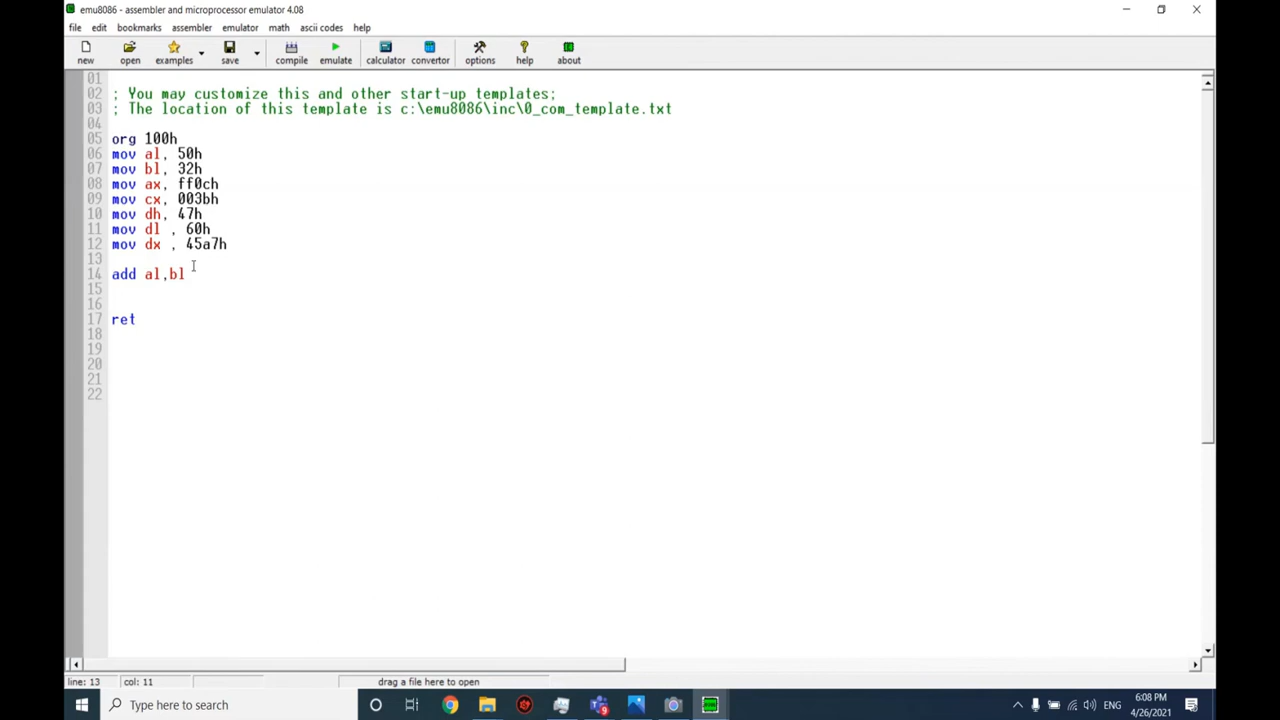 emu8086 - assembler and microprocessor emulator 4.08
file edit bookmarks assembler emulator math ascii codes help
new open examples save compile emulate calculator convertor options help about
01
02 ; You may customize this and other start-up templates;
03 ; The location of this template is c:\emu8086\inc\0_com_template.txt
04
05 org 100h
06 mov al, 50h
07 mov bl, 32h
08 mov ax, ff0ch
09 mov cx, 003bh
10 mov dh, 47h
11 mov dl , 60h
12 mov dx , 45a7h
13
14 add al,bl
15
16
17 ret
18
19
20
21
22
line: 13 col: 11 drag a file here to open
Type here to search 9 6:08 PM
4/26/2021